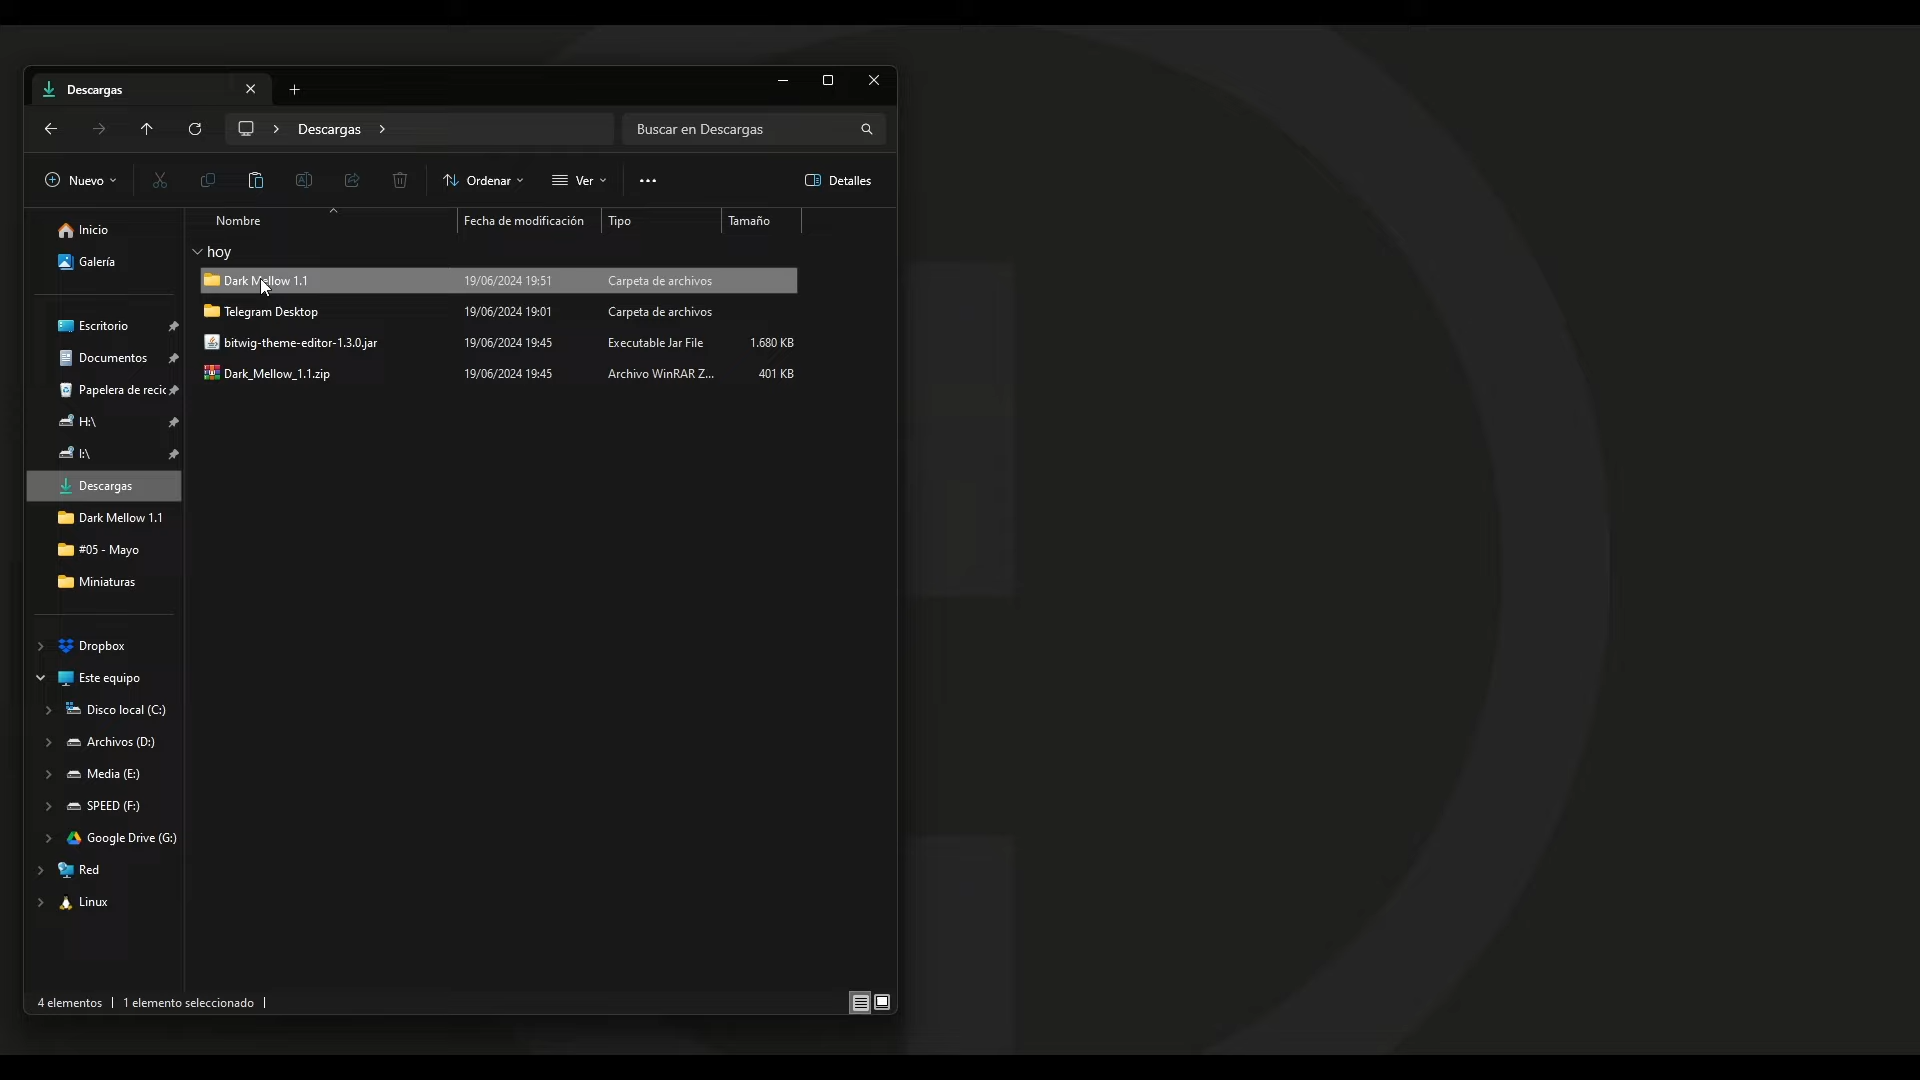 Descargas
Descargas
Buscar en Descargas
Nuevo
Ordenar
Ver
Detalles
Nombre
Fecha de modificación
Tipo
Tamaño
hoy
Dark Mellow 1.1 19/06/2024 19:51 Carpeta de archivos
Telegram Desktop 19/06/2024 19:01 Carpeta de archivos
bitwig-theme-editor-1.3.0.jar 19/06/2024 19:45 Executable Jar File 1.680 KB
Dark_Mellow_1.1.zip 19/06/2024 19:45 Archivo WinRAR Z... 401 KB
Inicio
Galería
Escritorio
Documentos
Papelera de recic
H:\
I:\
Descargas
Dark Mellow 1.1
#05 - Mayo
Miniaturas
Dropbox
Este equipo
Disco local (C:)
Archivos (D:)
Media (E:)
SPEED (F:)
Google Drive (G:)
Red
Linux
4 elementos
1 elemento seleccionado